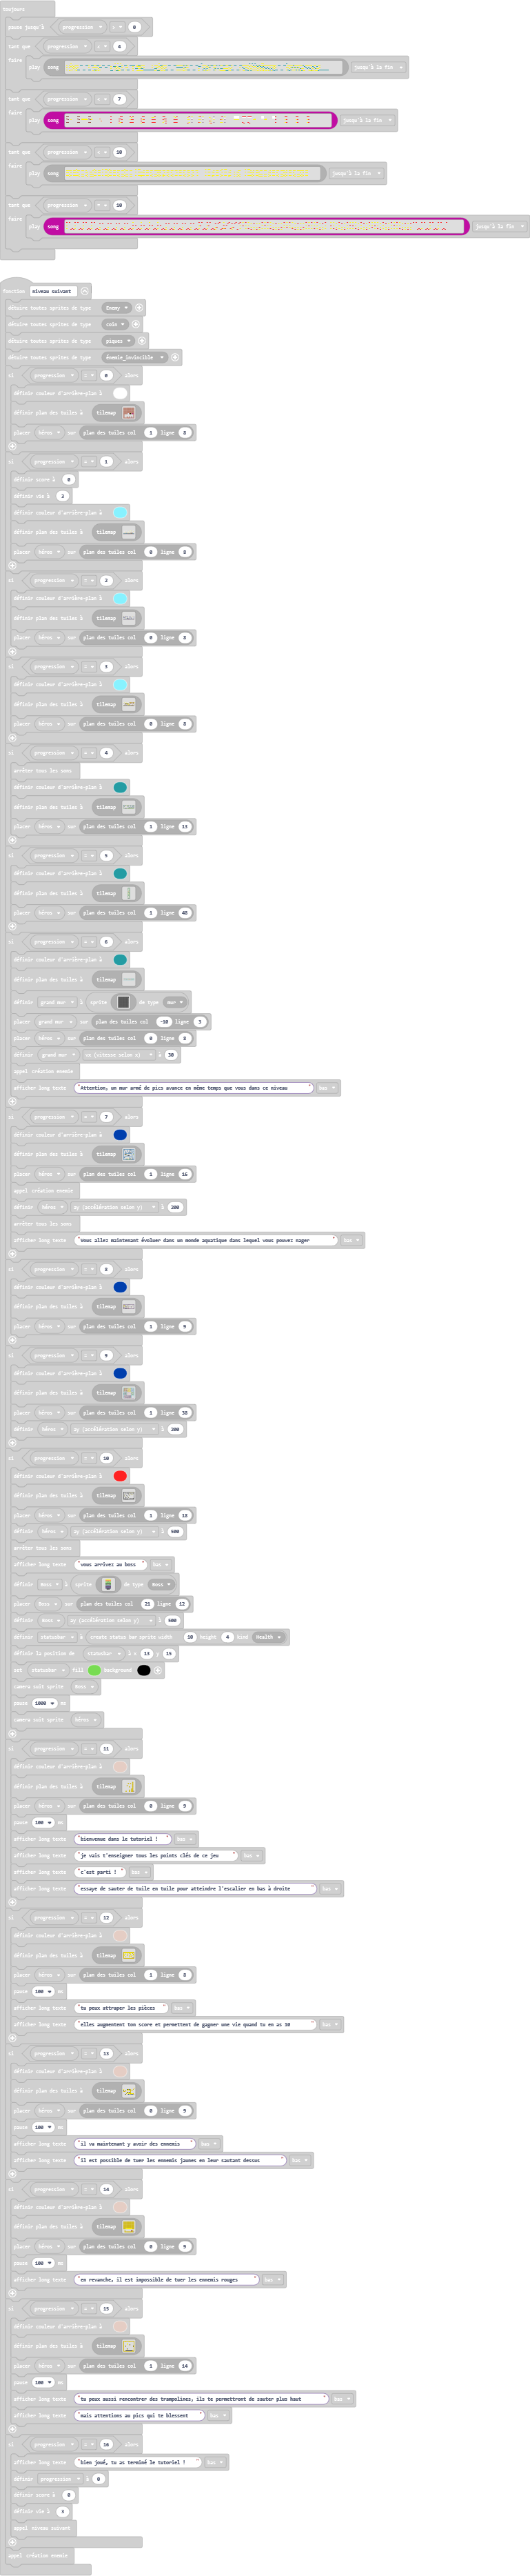 toujours
pause jusqu'à progression > 0
tant que progression < 4
faire play song jusqu'à la fin
tant que progression < 7
faire play song jusqu'à la fin
tant que progression < 10
faire play song jusqu'à la fin
tant que progression = 10
faire play song jusqu'à la fin
fonction niveau suivant
détruire toutes sprites de type Enemy
détruire toutes sprites de type coin
détruire toutes sprites de type piques
détruire toutes sprites de type énemie_invincible
si progression = 0 alors
définir couleur d'arrière-plan à
définir plan des tuiles à tilemap
placer héros sur plan des tuiles col 1 ligne 8
si progression = 1 alors
définir score à 0
définir vie à 3
définir couleur d'arrière-plan à
définir plan des tuiles à tilemap
placer héros sur plan des tuiles col 0 ligne 8
si progression = 2 alors
définir couleur d'arrière-plan à
définir plan des tuiles à tilemap
placer héros sur plan des tuiles col 0 ligne 8
si progression = 3 alors
définir couleur d'arrière-plan à
définir plan des tuiles à tilemap
placer héros sur plan des tuiles col 0 ligne 8
si progression = 4 alors
arrêter tous les sons
définir couleur d'arrière-plan à
définir plan des tuiles à tilemap
placer héros sur plan des tuiles col 1 ligne 13
si progression = 5 alors
définir couleur d'arrière-plan à
définir plan des tuiles à tilemap
placer héros sur plan des tuiles col 1 ligne 48
si progression = 6 alors
définir couleur d'arrière-plan à
définir plan des tuiles à tilemap
définir grand mur à sprite de type mur
placer grand mur sur plan des tuiles col -10 ligne 3
placer héros sur plan des tuiles col 0 ligne 8
définir grand mur vx (vitesse selon x) à 30
appel création enemie
afficher long texte "Attention, un mur armé de pics avance en même temps que vous dans ce niveau" bas
si progression = 7 alors
définir couleur d'arrière-plan à
définir plan des tuiles à tilemap
placer héros sur plan des tuiles col 1 ligne 16
appel création enemie
définir héros ay (accélération selon y) à 200
arrêter tous les sons
afficher long texte "Vous allez maintenant évoluer dans un monde aquatique dans lequel vous pouvez nager" bas
si progression = 8 alors
définir couleur d'arrière-plan à
définir plan des tuiles à tilemap
placer héros sur plan des tuiles col 1 ligne 9
si progression = 9 alors
définir couleur d'arrière-plan à
définir plan des tuiles à tilemap
placer héros sur plan des tuiles col 1 ligne 38
définir héros ay (accélération selon y) à 200
si progression = 10 alors
définir couleur d'arrière-plan à
définir plan des tuiles à tilemap
placer héros sur plan des tuiles col 1 ligne 18
définir héros ay (accélération selon y) à 500
arrêter tous les sons
afficher long texte "vous arrivez au boss" bas
définir Boss à sprite de type Boss
placer Boss sur plan des tuiles col 21 ligne 12
définir Boss ay (accélération selon y) à 500
définir statusbar à create status bar sprite width 10 height 4 kind Health
définir la position de statusbar à x 13 y 15
set statusbar fill background
camera suit sprite Boss
pause 1000 ms
camera suit sprite héros
si progression = 11 alors
définir couleur d'arrière-plan à
définir plan des tuiles à tilemap
placer héros sur plan des tuiles col 0 ligne 9
pause 100 ms
afficher long texte "bienvenue dans le tutoriel !" bas
afficher long texte "je vais t'enseigner tous les points clés de ce jeu" bas
afficher long texte "c'est parti !" bas
afficher long texte "essaye de sauter de tuile en tuile pour atteindre l'escalier en bas à droite" bas
si progression = 12 alors
définir couleur d'arrière-plan à
définir plan des tuiles à tilemap
placer héros sur plan des tuiles col 1 ligne 8
pause 100 ms
afficher long texte "tu peux attraper les pièces" bas
afficher long texte "elles augmentent ton score et permettent de gagner une vie quand tu en as 10" bas
si progression = 13 alors
définir couleur d'arrière-plan à
définir plan des tuiles à tilemap
placer héros sur plan des tuiles col 0 ligne 9
pause 100 ms
afficher long texte "il va maintenant y avoir des ennemis" bas
afficher long texte "il est possible de tuer les ennemis jaunes en leur sautant dessus" bas
si progression = 14 alors
définir couleur d'arrière-plan à
définir plan des tuiles à tilemap
placer héros sur plan des tuiles col 0 ligne 9
pause 100 ms
afficher long texte "en revanche, il est impossible de tuer les ennemis rouges" bas
si progression = 15 alors
définir couleur d'arrière-plan à
définir plan des tuiles à tilemap
placer héros sur plan des tuiles col 1 ligne 14
pause 100 ms
afficher long texte "tu peux aussi rencontrer des trampolines, ils te permettront de sauter plus haut" bas
afficher long texte "mais attentions au pics qui te blessent" bas
si progression = 16 alors
afficher long texte "bien joué, tu as terminé le tutoriel !" bas
définir progression à 0
définir score à 0
définir vie à 3
appel niveau suivant
appel création enemie